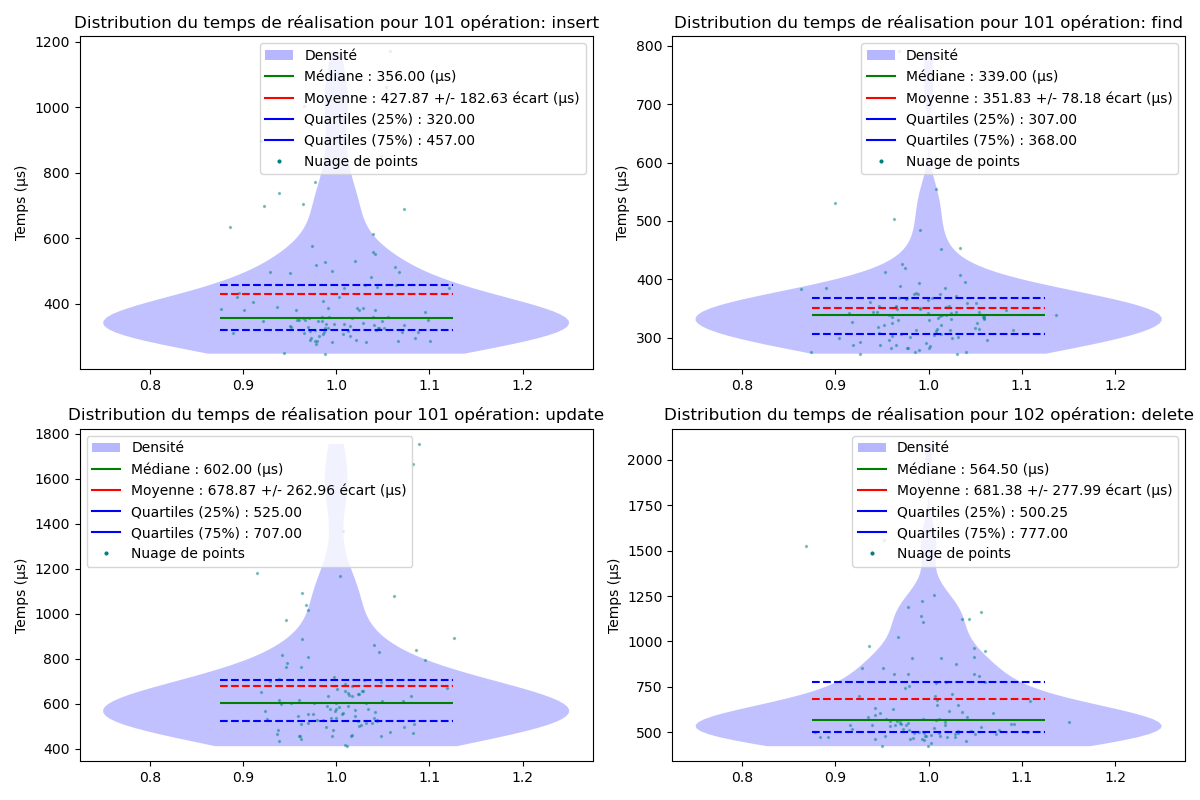 Distribution du temps de réalisation pour 101 opération: insert
Temps (µs)
1200
1000
800
600
400
0.8 0.9 1.0 1.1 1.2
Densité
Médiane : 356.00 (µs)
Moyenne : 427.87 +/- 182.63 écart (µs)
Quartiles (25%) : 320.00
Quartiles (75%) : 457.00
Nuage de points
Distribution du temps de réalisation pour 101 opération: find
Temps (µs)
800
700
600
500
400
300
0.8 0.9 1.0 1.1 1.2
Densité
Médiane : 339.00 (µs)
Moyenne : 351.83 +/- 78.18 écart (µs)
Quartiles (25%) : 307.00
Quartiles (75%) : 368.00
Nuage de points
Distribution du temps de réalisation pour 101 opération: update
Temps (µs)
1800
1600
1400
1200
1000
800
600
400
0.8 0.9 1.0 1.1 1.2
Densité
Médiane : 602.00 (µs)
Moyenne : 678.87 +/- 262.96 écart (µs)
Quartiles (25%) : 525.00
Quartiles (75%) : 707.00
Nuage de points
Distribution du temps de réalisation pour 102 opération: delete
Temps (µs)
2000
1750
1500
1250
1000
750
500
0.8 0.9 1.0 1.1 1.2
Densité
Médiane : 564.50 (µs)
Moyenne : 681.38 +/- 277.99 écart (µs)
Quartiles (25%) : 500.25
Quartiles (75%) : 777.00
Nuage de points